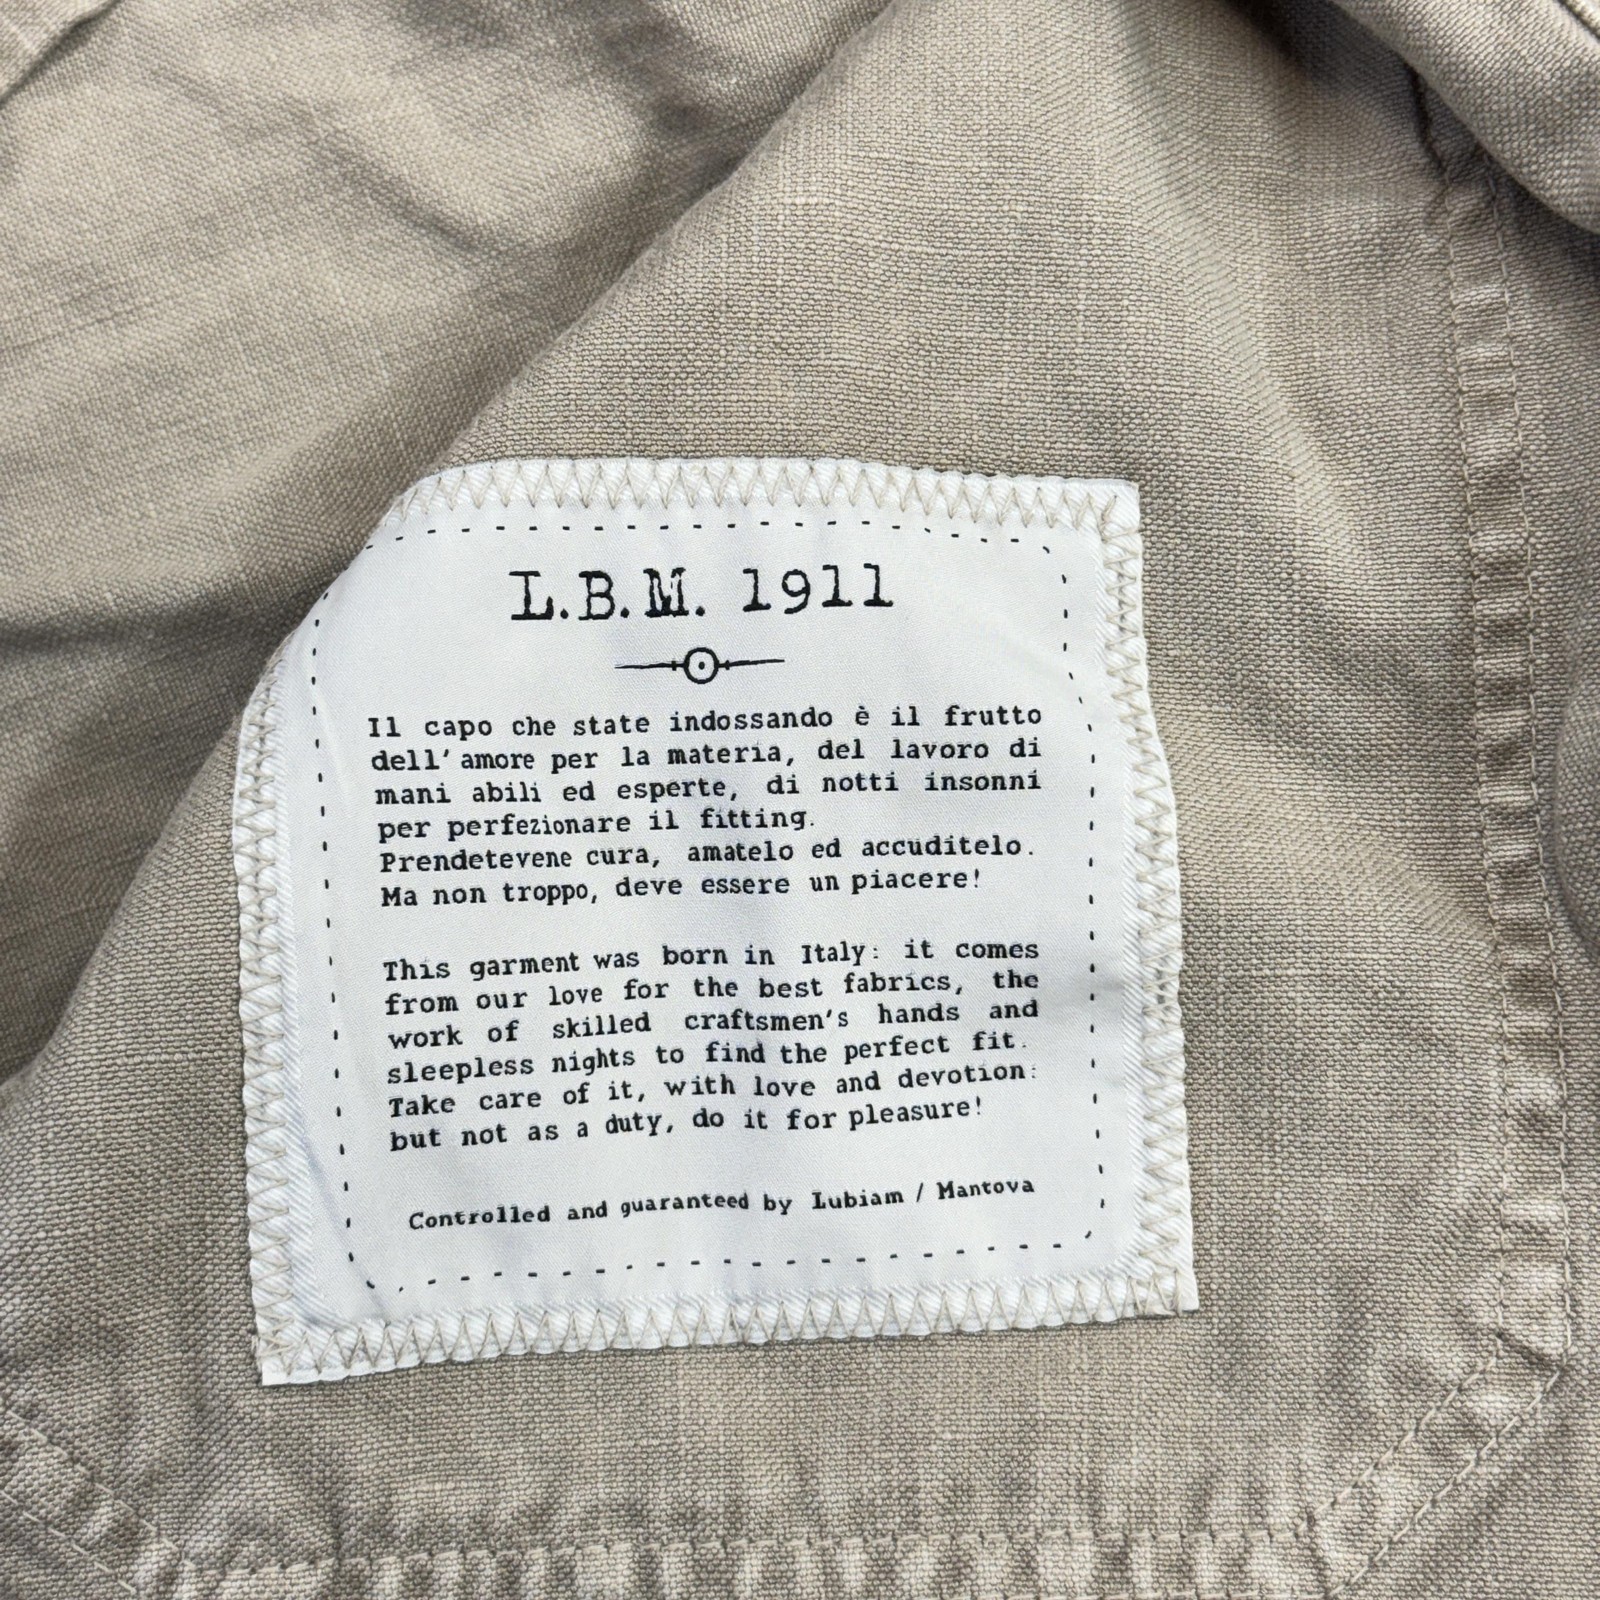 L.B.M. 1911
Il capo che state indossando è il frutto
dell'amore per la materia, del lavoro di
mani abili ed esperte, di notti insonni
per perfezionare il fitting.
Prendetevene cura, amatelo ed accuditelo.
Ma non troppo, deve essere un piacere!
This garment was born in Italy: it comes
from our love for the best fabrics, the
work of skilled craftsmen's hands and
sleepless nights to find the perfect fit.
Take care of it, with love and devotion:
but not as a duty, do it for pleasure!
Controlled and guaranteed by Lubiam / Mantova